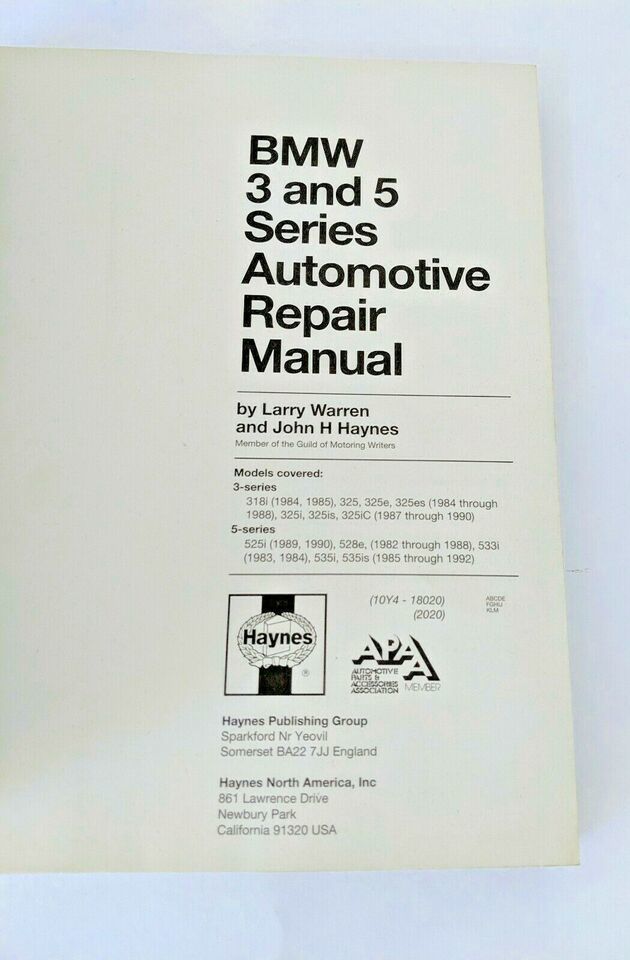 BMW
3 and 5
Series
Automotive
Repair
Manual
by Larry Warren
and John H Haynes
Member of the Guild of Motoring Writers
Models covered:
3-series
318i (1984, 1985), 325, 325e, 325es (1984 through
1988), 325i, 325is, 325iC (1987 through 1990)
5-series
525i (1989, 1990), 528e, (1982 through 1988), 533i
(1983, 1984), 535i, 535is (1985 through 1992)
(10Y4 - 18020)
(2020)
ABCDE
FGHIJ
KLM
Haynes
®
APAA
AUTOMOTIVE
PARTS &
ACCESSORIES
ASSOCIATION
MEMBER
Haynes Publishing Group
Sparkford Nr Yeovil
Somerset BA22 7JJ England
Haynes North America, Inc
861 Lawrence Drive
Newbury Park
California 91320 USA